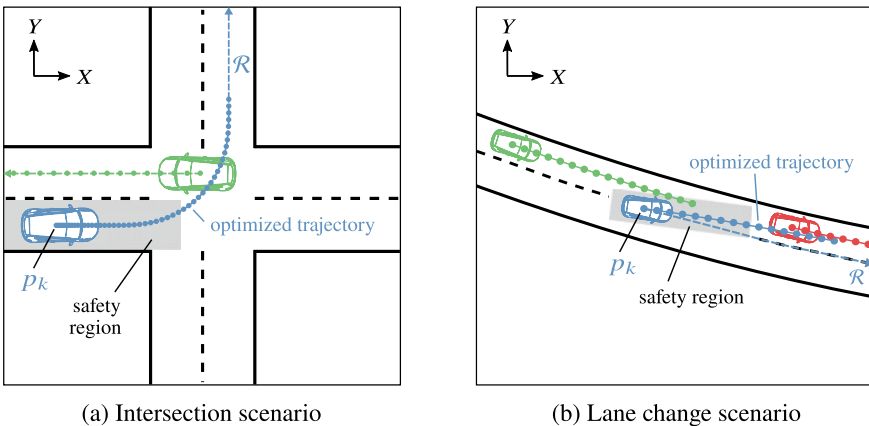 Y
X
R
optimized trajectory
p_k
safety
region
(a) Intersection scenario
Y
X
optimized trajectory
p_k
safety region
R
(b) Lane change scenario